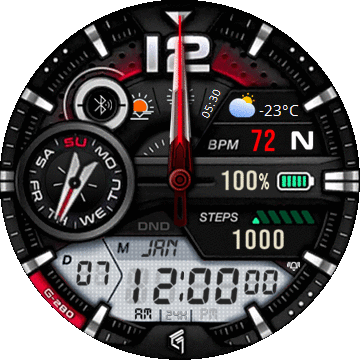 12
05:30
-23°C
BPM 72 N
SA SU MO TU WE TH FR
100%
DND
STEPS
1000
M JAN
D 07
12:00 00
AM 24H PM
G-280